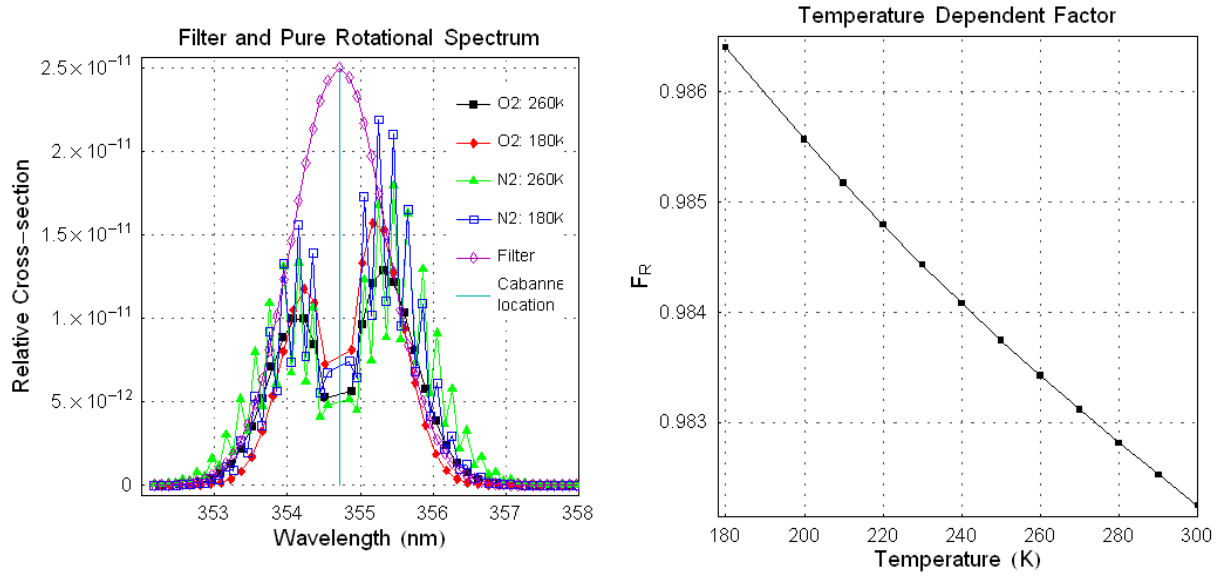 Filter and Pure Rotational Spectrum
Relative Cross-section
2.5×10⁻¹¹
2×10⁻¹¹
1.5×10⁻¹¹
1×10⁻¹¹
5×10⁻¹²
0
353
354
355
356
357
358
Wavelength (nm)
O2: 260K
O2: 180K
N2: 260K
N2: 180K
Filter
Cabanne
location
Temperature Dependent Factor
F_R
0.986
0.985
0.984
0.983
180
200
220
240
260
280
300
Temperature (K)